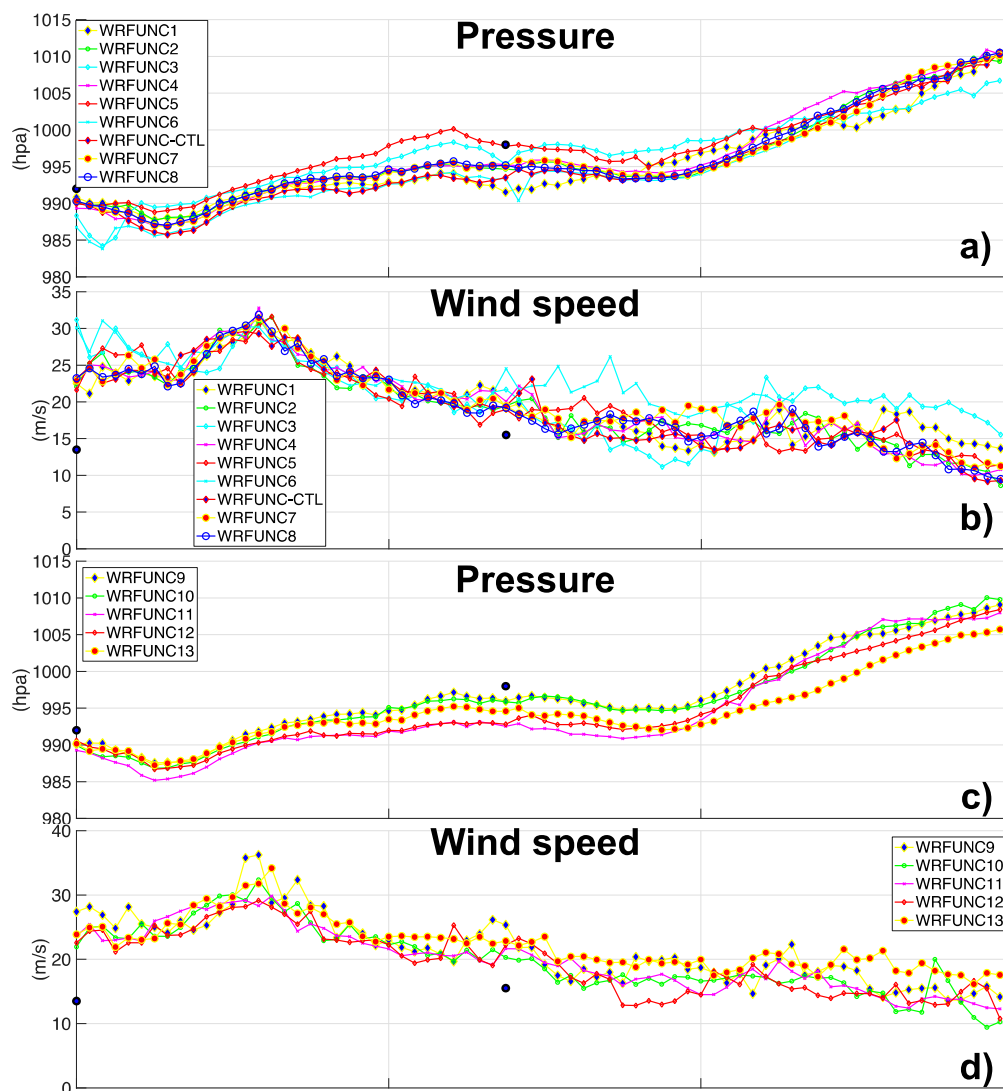 Pressure
1015
1010
1005
1000
995
990
985
980
(hpa)
WRFUNC1
WRFUNC2
WRFUNC3
WRFUNC4
WRFUNC5
WRFUNC6
WRFUNC-CTL
WRFUNC7
WRFUNC8
a)
Wind speed
35
30
25
20
15
10
5
0
(m/s)
WRFUNC1
WRFUNC2
WRFUNC3
WRFUNC4
WRFUNC5
WRFUNC6
WRFUNC-CTL
WRFUNC7
WRFUNC8
b)
Pressure
1015
1010
1005
1000
995
990
985
980
(hpa)
WRFUNC9
WRFUNC10
WRFUNC11
WRFUNC12
WRFUNC13
c)
Wind speed
40
30
20
10
0
(m/s)
WRFUNC9
WRFUNC10
WRFUNC11
WRFUNC12
WRFUNC13
d)